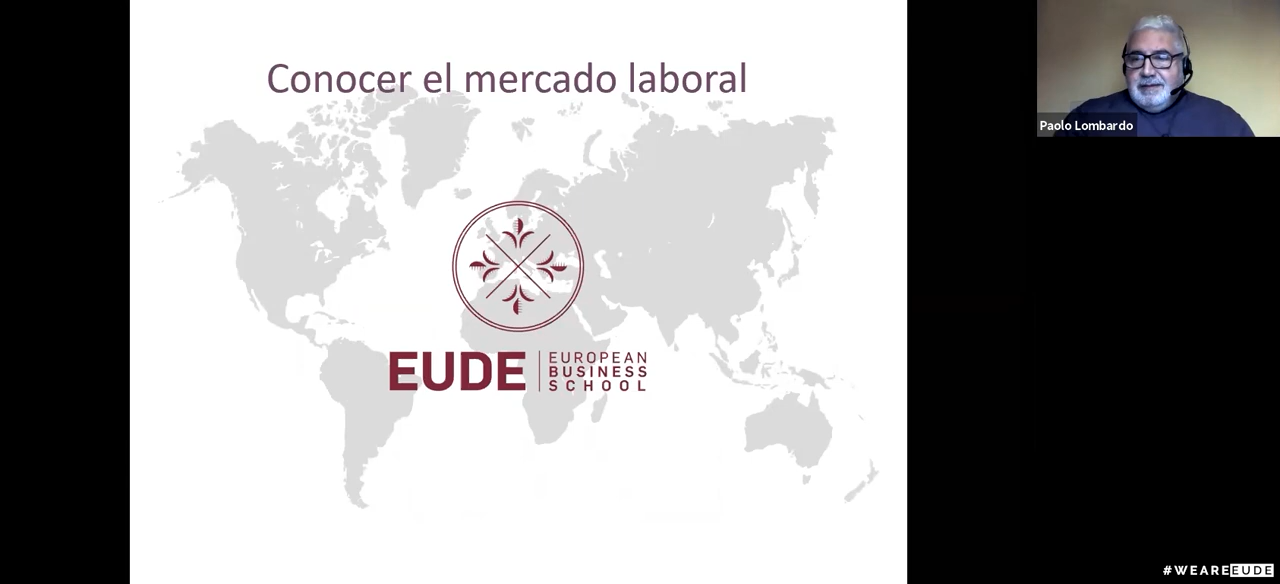 Conocer el mercado laboral
EUDE
EUROPEAN
BUSINESS
SCHOOL
Paolo Lombardo
#WEAREEUDE